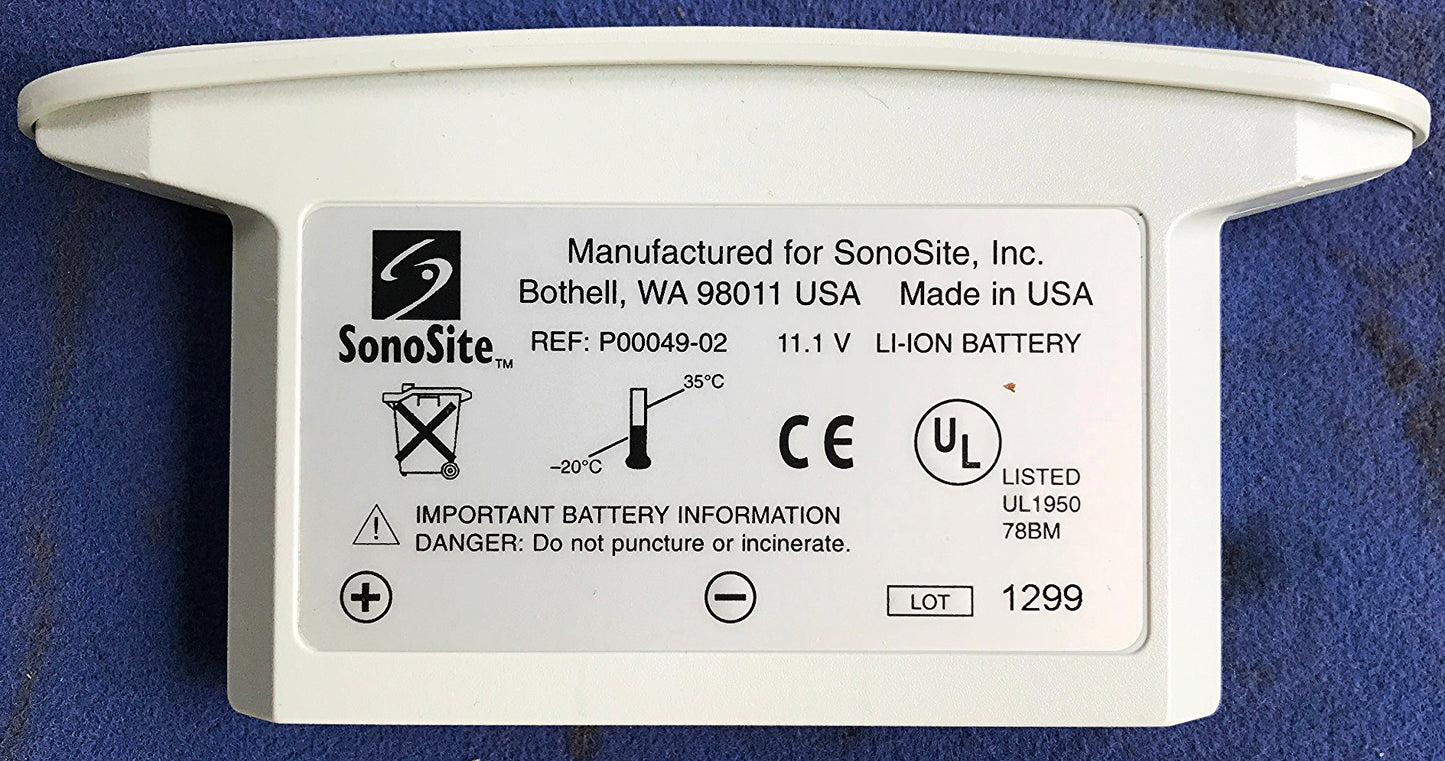 Manufactured for SonoSite, Inc.
Bothell, WA 98011 USA Made in USA
SonoSite™ REF: P00049-02 11.1 V LI-ION BATTERY
35°C
–20°C
CE
UL
LISTED
UL1950
78BM
IMPORTANT BATTERY INFORMATION
DANGER: Do not puncture or incinerate.
+ −
LOT 1299